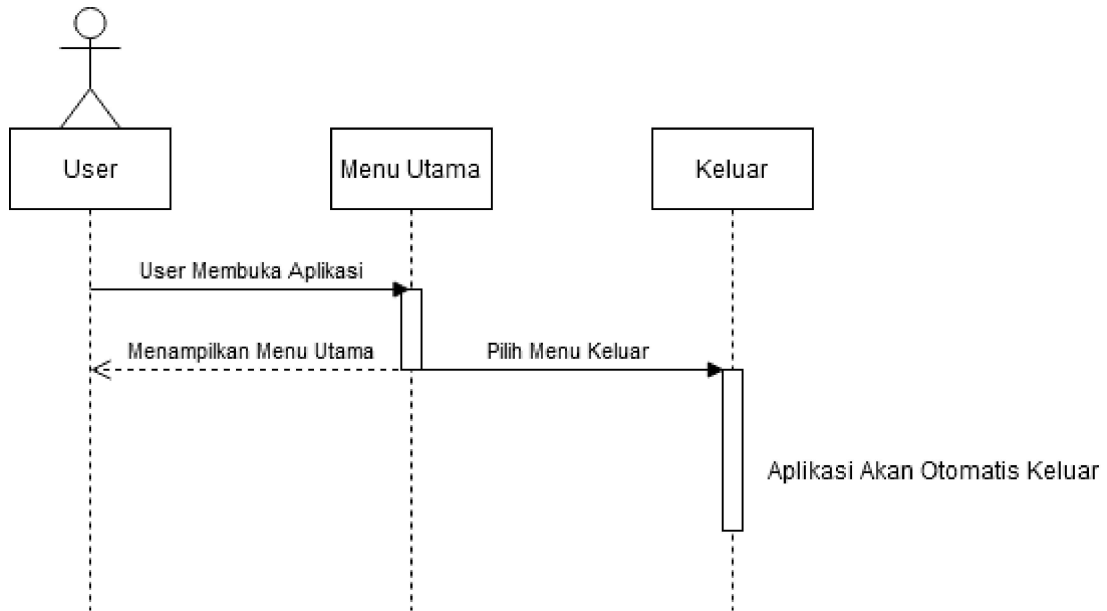 User
Menu Utama
Keluar
User Membuka Aplikasi
Menampilkan Menu Utama
Pilih Menu Keluar
Aplikasi Akan Otomatis Keluar